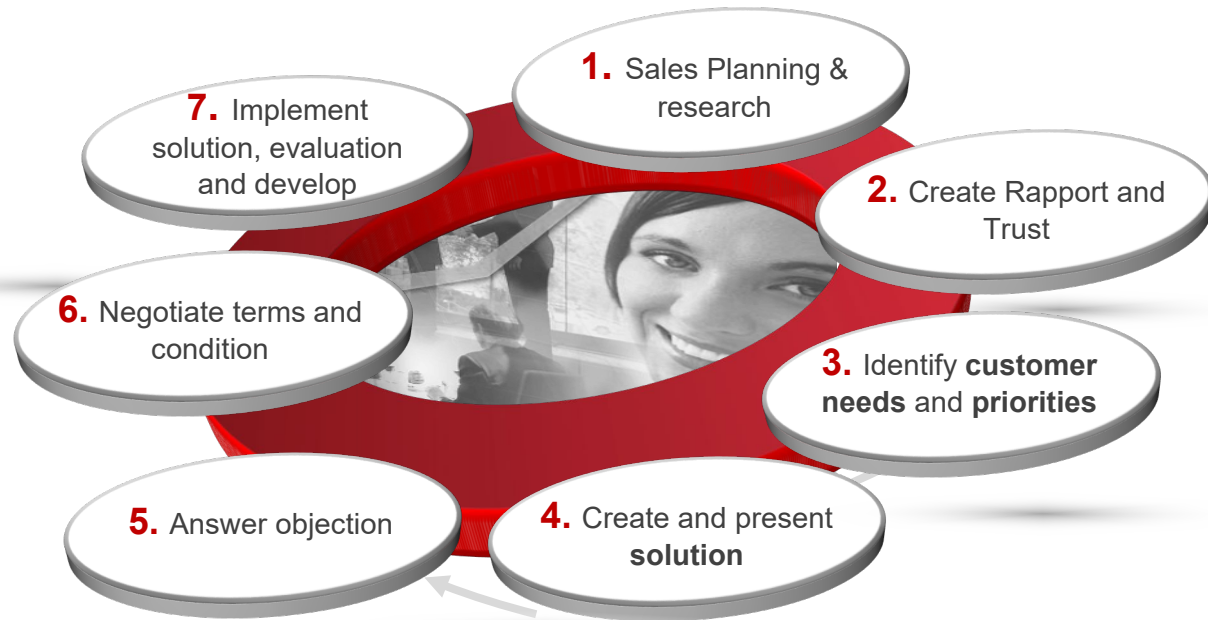 1. Sales Planning &
research
2. Create Rapport and
Trust
3. Identify customer
needs and priorities
4. Create and present
solution
5. Answer objection
6. Negotiate terms and
condition
7. Implement
solution, evaluation
and develop